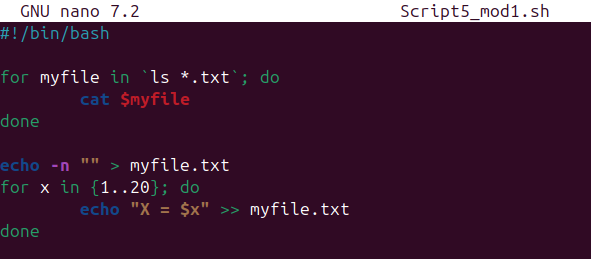 GNU nano 7.2 Script5_mod1.sh
#!/bin/bash
for myfile in `ls *.txt`; do
cat $myfile
done
echo -n "" > myfile.txt
for x in {1..20}; do
echo "X = $x" >> myfile.txt
done